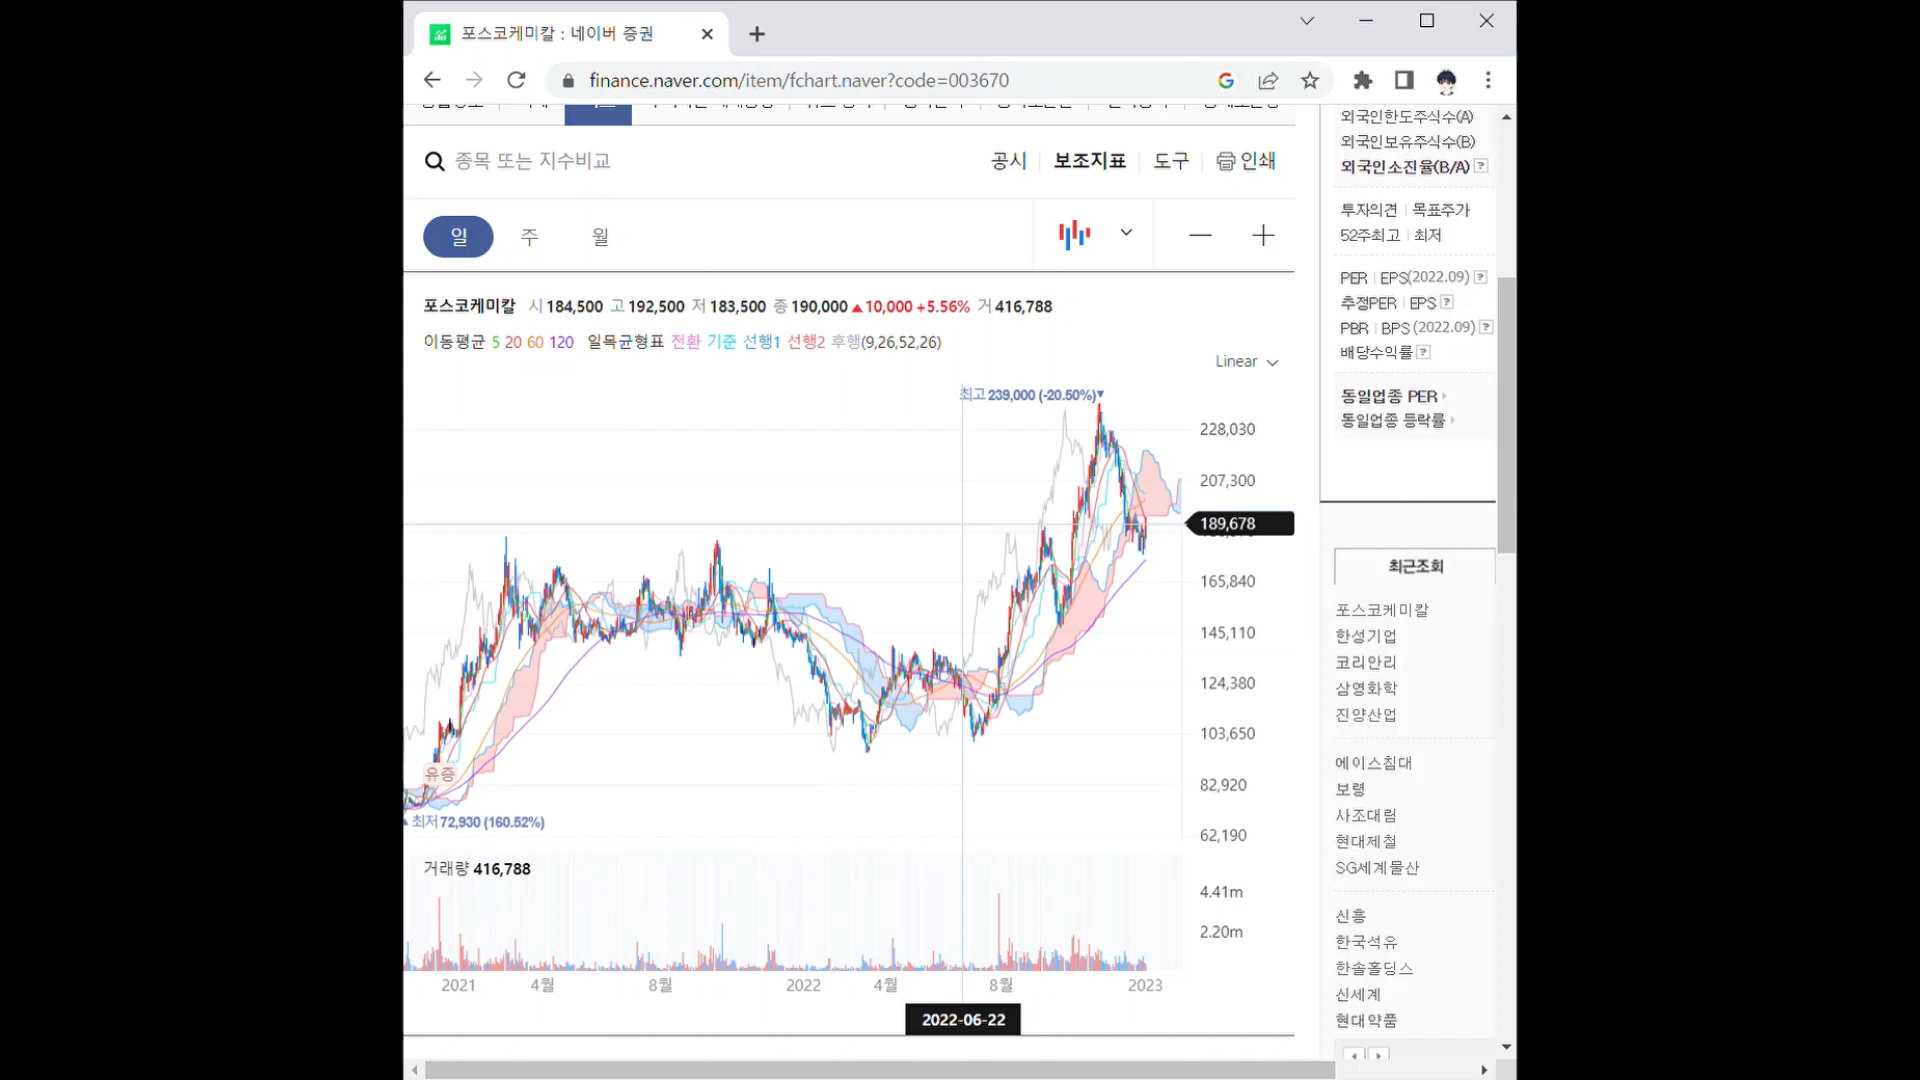 포스코케미칼 : 네이버 증권
finance.naver.com/item/fchart.naver?code=003670
종목 또는 지수비교
공시 보조지표 도구 인쇄
일 주 월
포스코케미칼 시 184,500 고 192,500 저 183,500 종 190,000 ▲10,000 +5.56% 거 416,788
이동평균 5 20 60 120 일목균형표 전환 기준 선행1 선행2 후행(9,26,52,26)
Linear
최고 239,000 (-20.50%)▼
228,030
207,300
189,678
165,840
145,110
124,380
103,650
82,920
62,190
유증
▲ 최저 72,930 (160.52%)
거래량 416,788
4.41m
2.20m
2021 4월 8월 2022 4월 8월 2023
2022-06-22
외국인한도주식수(A)
외국인보유주식수(B)
외국인소진율(B/A) ?
투자의견 | 목표주가
52주최고 | 최저
PER | EPS(2022.09) ?
추정PER | EPS ?
PBR | BPS (2022.09) ?
배당수익률 ?
동일업종 PER
동일업종 등락률
최근조회
포스코케미칼
한성기업
코리안리
삼영화학
진양산업
에이스침대
보령
사조대림
현대제철
SG세계물산
신흥
한국석유
한솔홀딩스
신세계
현대약품